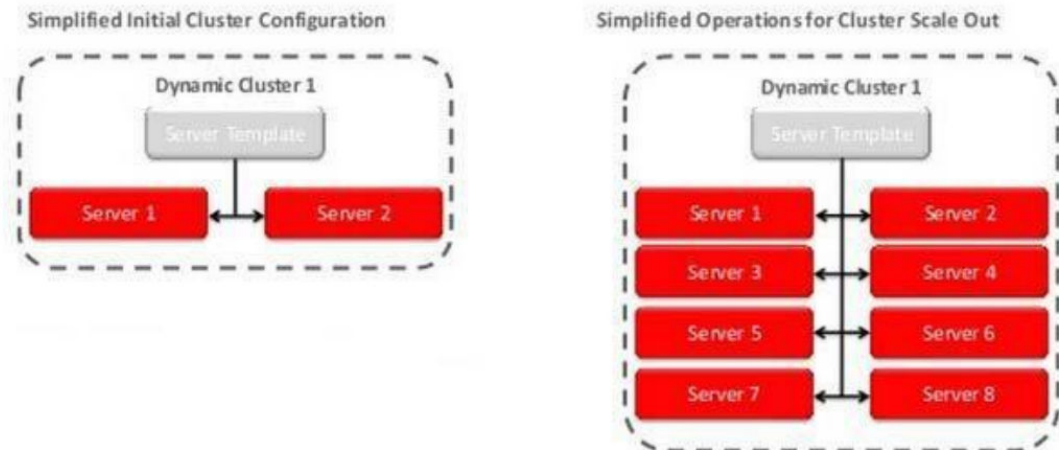 Simplified Initial Cluster Configuration
Dynamic Cluster 1
Server Template
Server 1
Server 2
Simplified Operations for Cluster Scale Out
Dynamic Cluster 1
Server Template
Server 1
Server 2
Server 3
Server 4
Server 5
Server 6
Server 7
Server 8